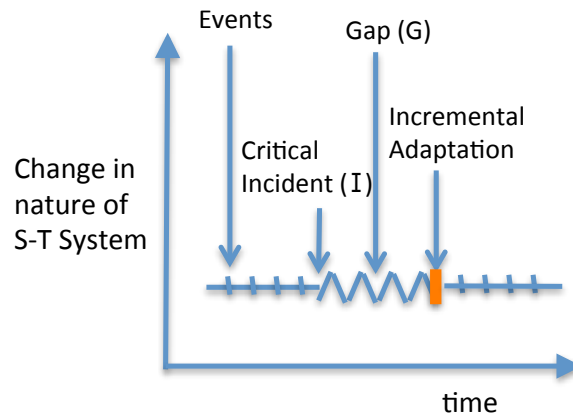 Events
Gap (G)
Incremental
Adaptation
Critical
Incident (I)
Change in
nature of
S-T System
time